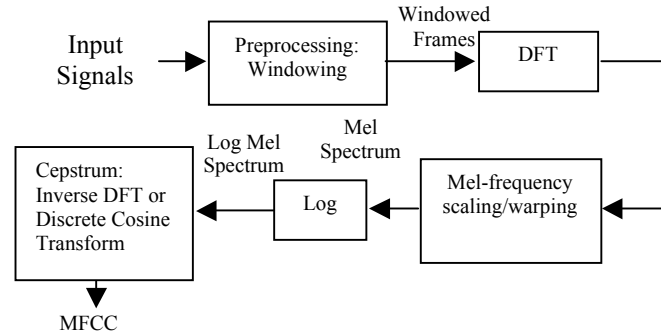 Input
Signals
Preprocessing:
Windowing
Windowed
Frames
DFT
Mel-frequency
scaling/warping
Mel
Spectrum
Log
Log Mel
Spectrum
Cepstrum:
Inverse DFT or
Discrete Cosine
Transform
MFCC